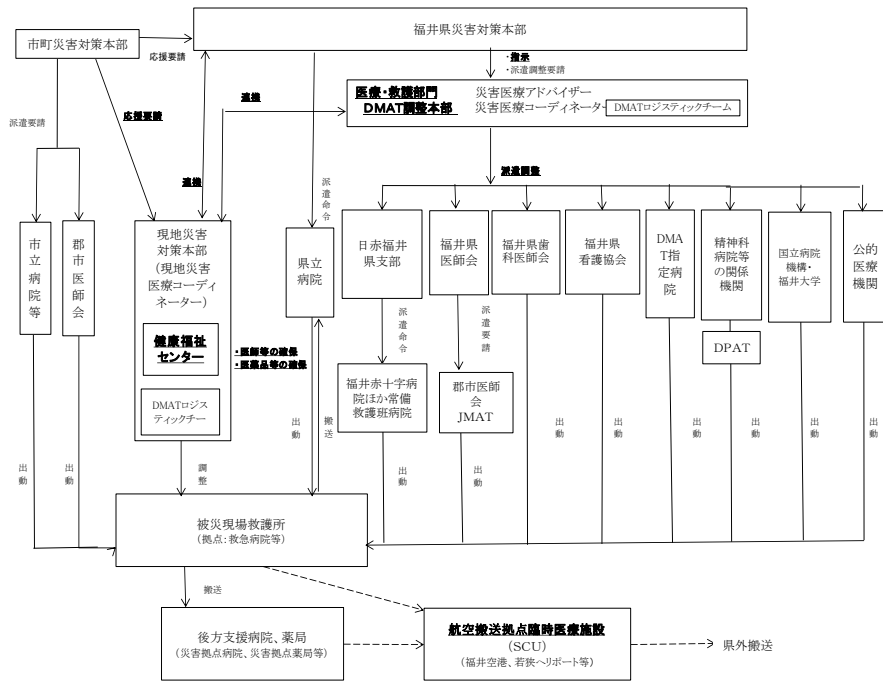 福井県災害対策本部
市町災害対策本部
応援要請
・指示
・派遣調整要請
医療・救護部門
DMAT調整本部
災害医療アドバイザー
災害医療コーディネーター
DMATロジスティックチーム
連携
応援要請
派遣要請
連携
派遣命令
派遣調整
市立病院等
郡市医師会
現地災害
対策本部
(現地災害
医療コーディ
ネーター)
健康福祉
センター
DMATロジス
ティックチー
・医師等の確保
・医薬品等の確保
県立
病院
日赤福井
県支部
福井県
医師会
福井県歯
科医師会
福井県
看護協会
DMA
T指定
病院
精神科
病院等
の関係
機関
国立病院
機構・
福井大学
公的
医療
機関
派遣命令
派遣要請
DPAT
福井赤十字病
院ほか常備
救護班病院
郡市医師
会
JMAT
出動
出動
調整
出動
搬送
出動
出動
出動
出動
出動
出動
出動
出動
被災現場救護所
(拠点:救急病院等)
搬送
後方支援病院、薬局
(災害拠点病院、災害拠点薬局等)
航空搬送拠点臨時医療施設
(SCU)
(福井空港、若狭ヘリポート等)
県外搬送